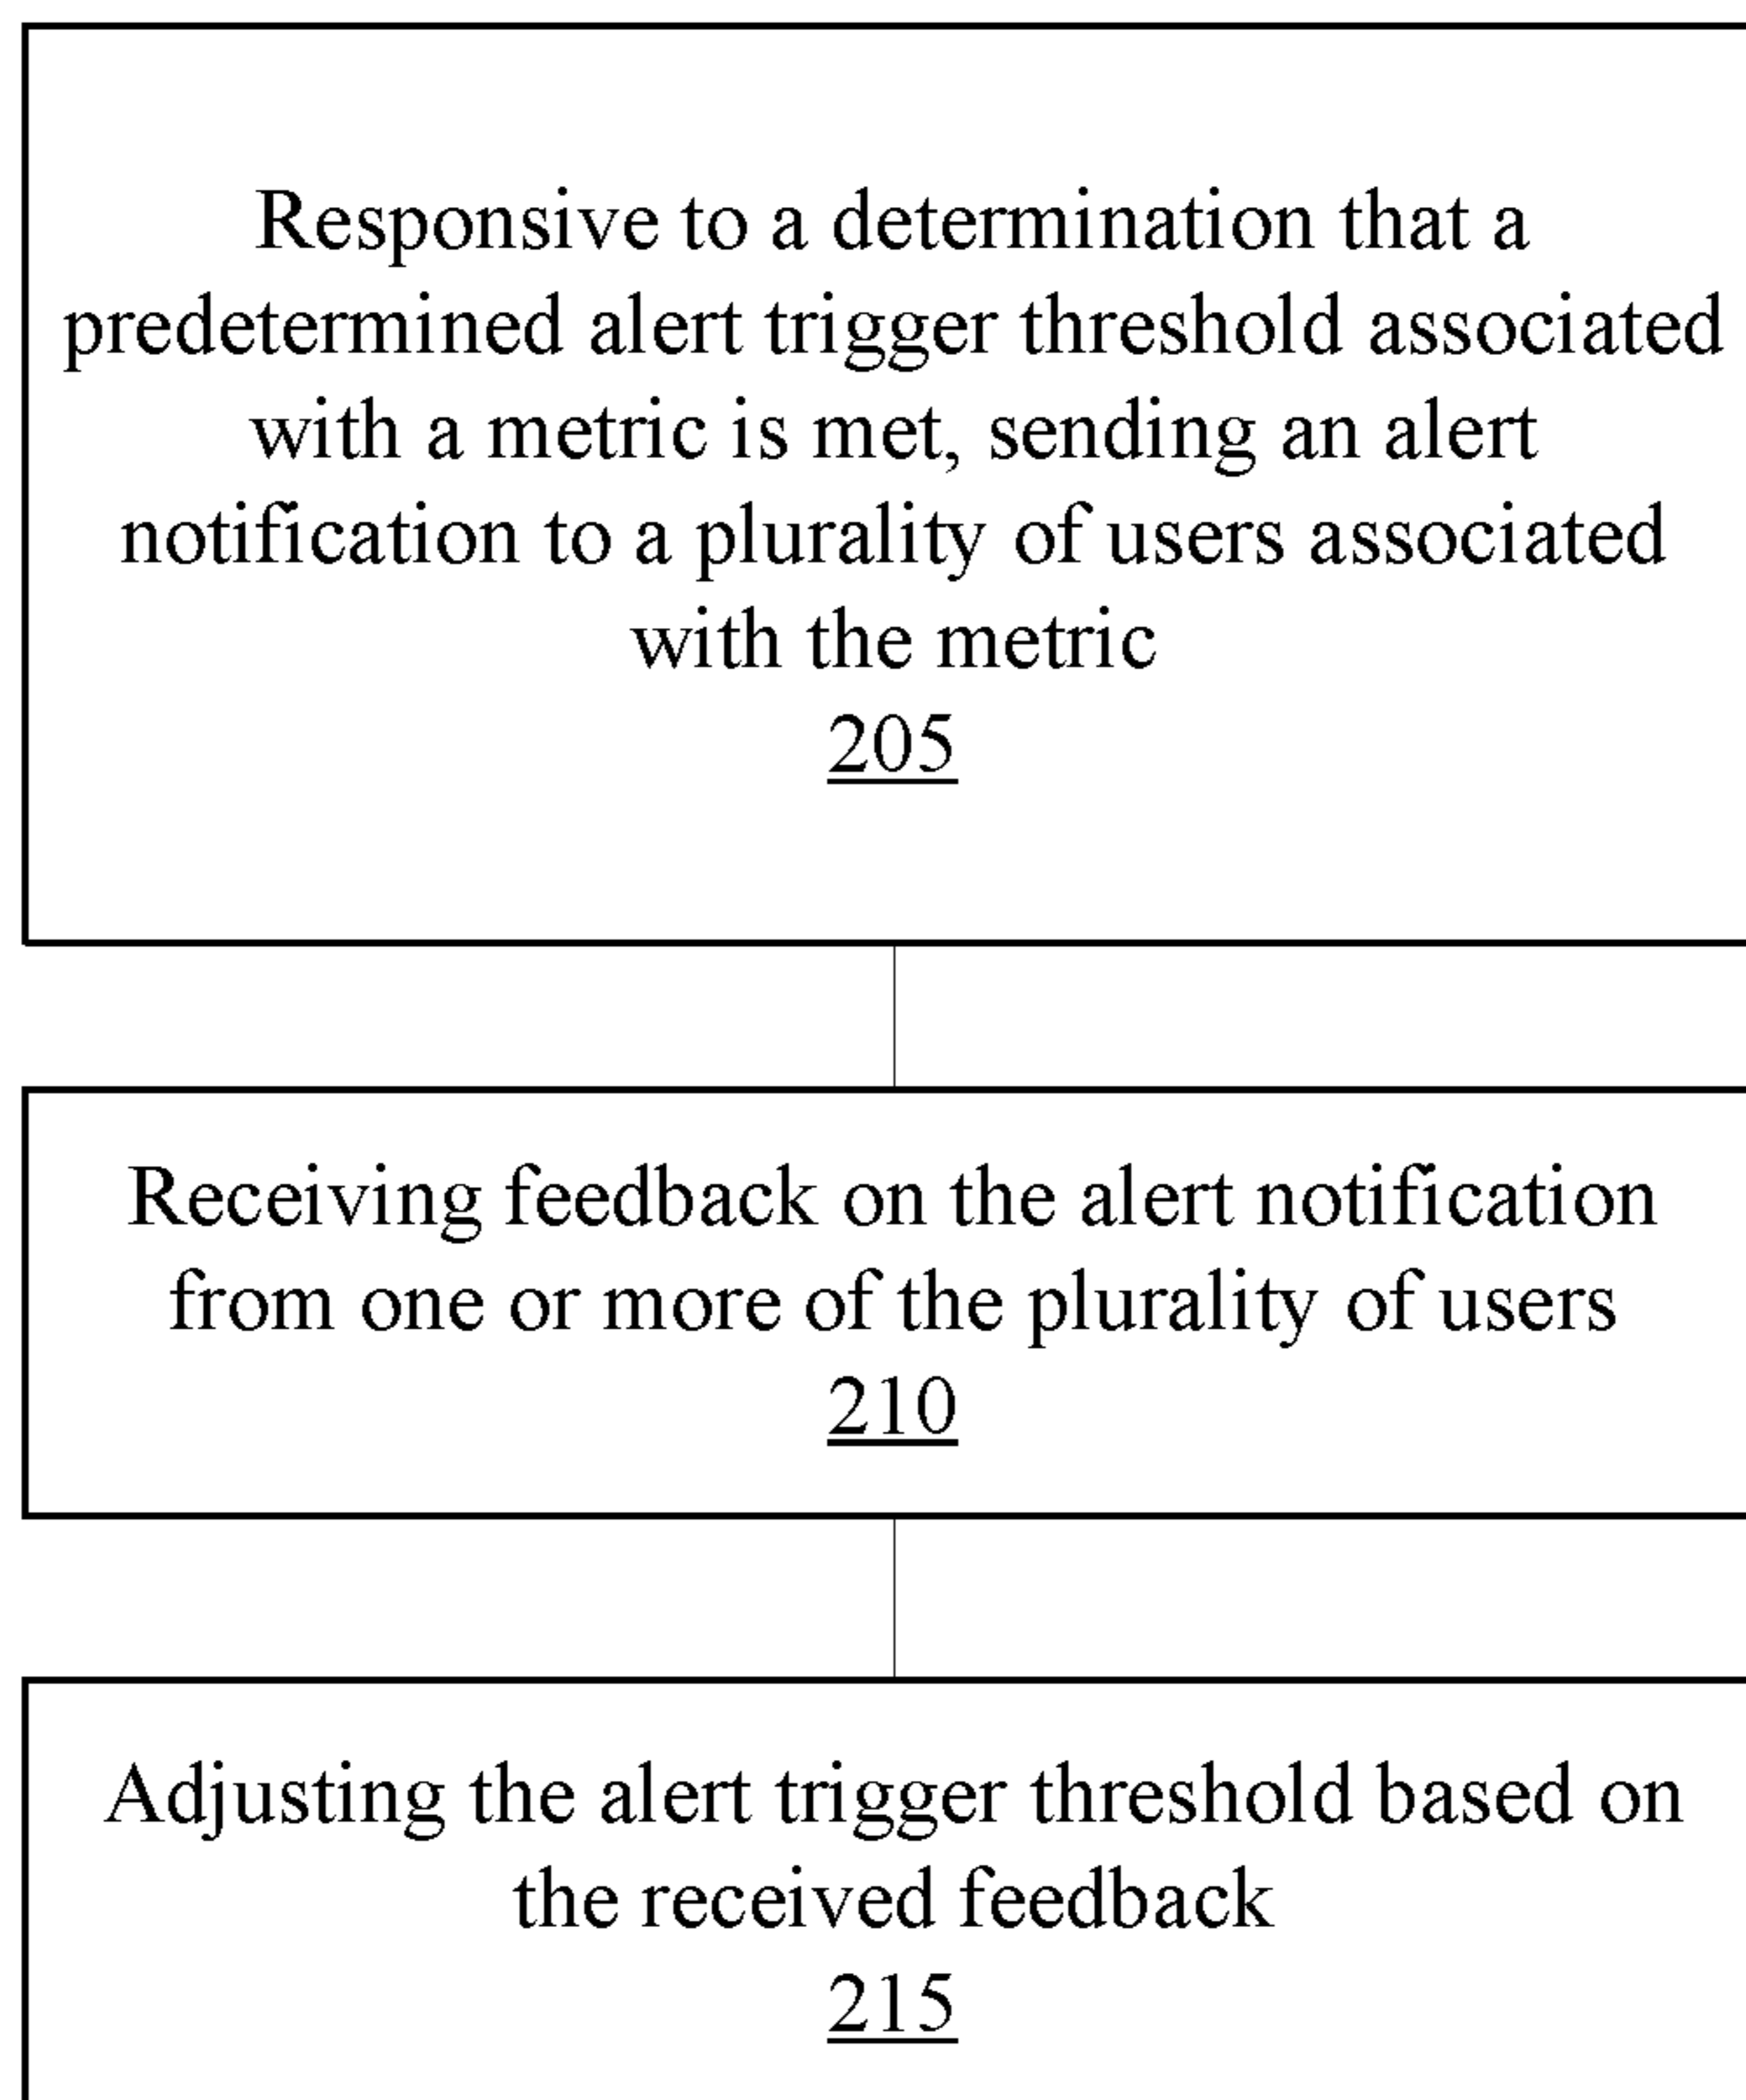 Responsive to a determination that a
predetermined alert trigger threshold associated
with a metric is met, sending an alert
notification to a plurality of users associated
with the metric
205
Receiving feedback on the alert notification
from one or more of the plurality of users
210
Adjusting the alert trigger threshold based on
the received feedback
215